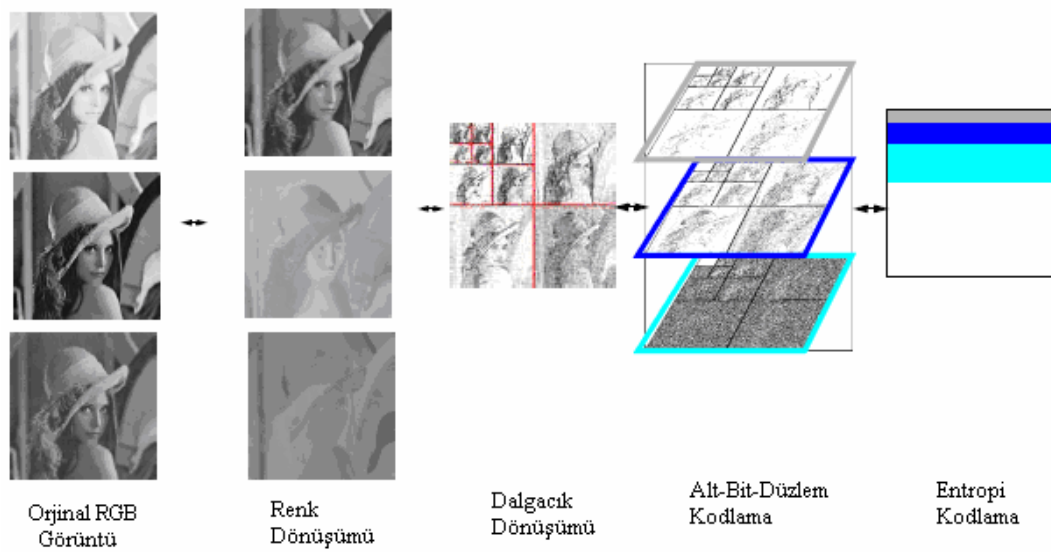 Orjinal RGB
Görüntü
Renk
Dönüşümü
Dalgacık
Dönüşümü
Alt-Bit-Düzlem
Kodlama
Entropi
Kodlama